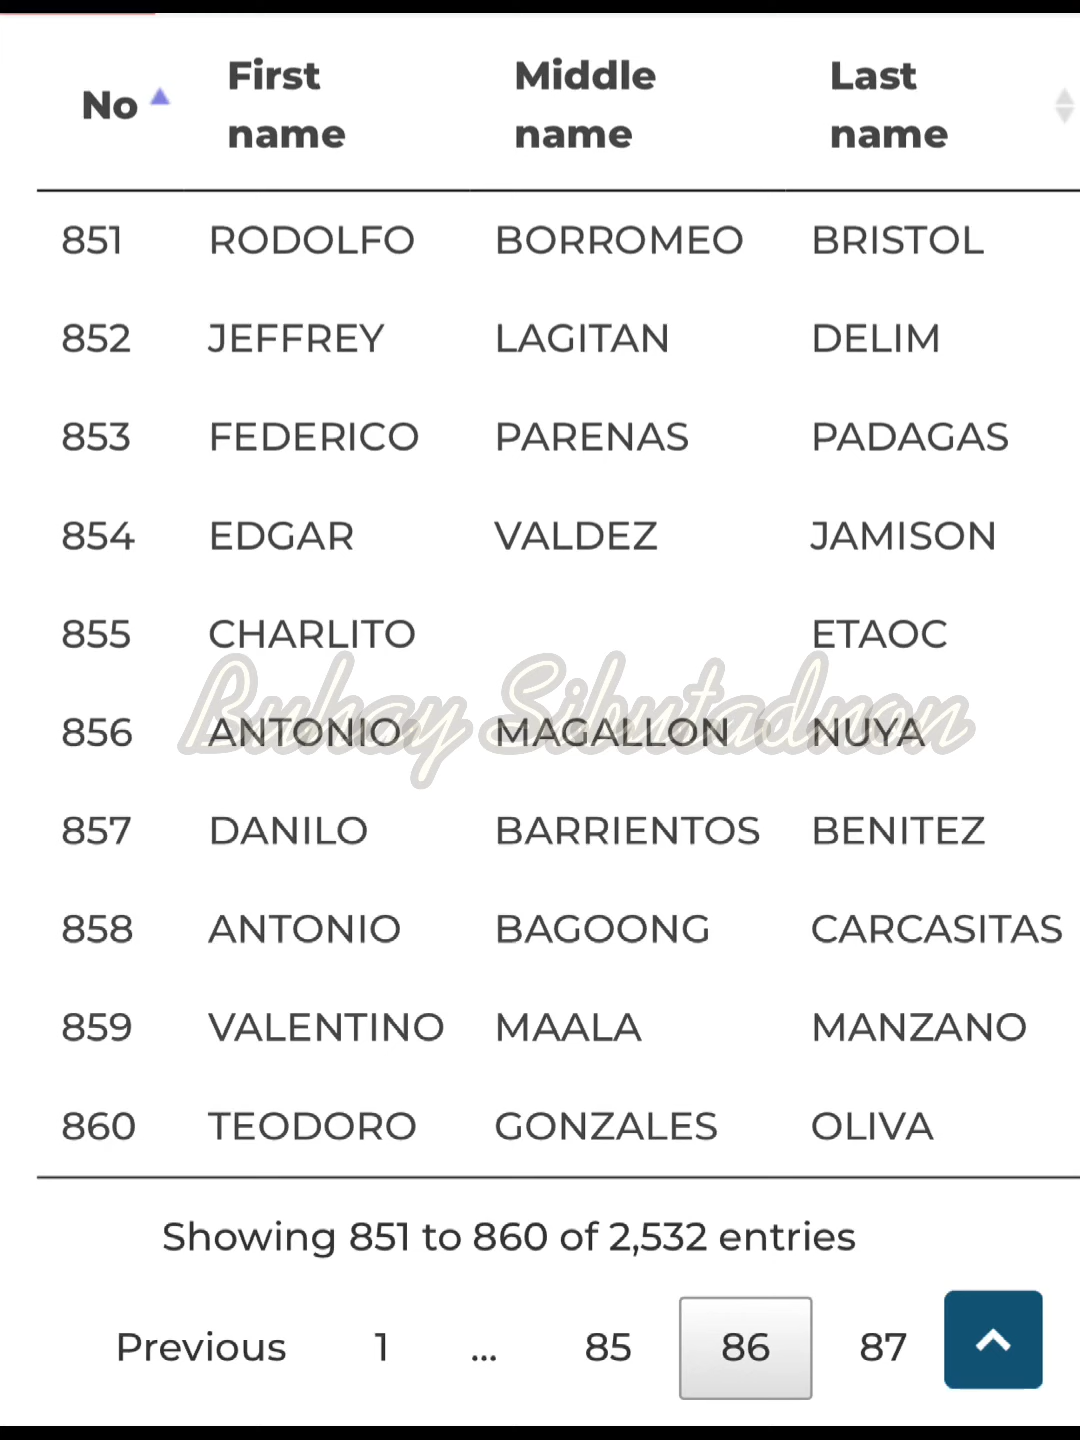 No First name Middle name Last name
851 RODOLFO BORROMEO BRISTOL
852 JEFFREY LAGITAN DELIM
853 FEDERICO PARENAS PADAGAS
854 EDGAR VALDEZ JAMISON
855 CHARLITO ETAOC
Buhay Sibutadnon
856 ANTONIO MAGALLON NUYA
857 DANILO BARRIENTOS BENITEZ
858 ANTONIO BAGOONG CARCASITAS
859 VALENTINO MAALA MANZANO
860 TEODORO GONZALES OLIVA
Showing 851 to 860 of 2,532 entries
Previous 1 ... 85 86 87